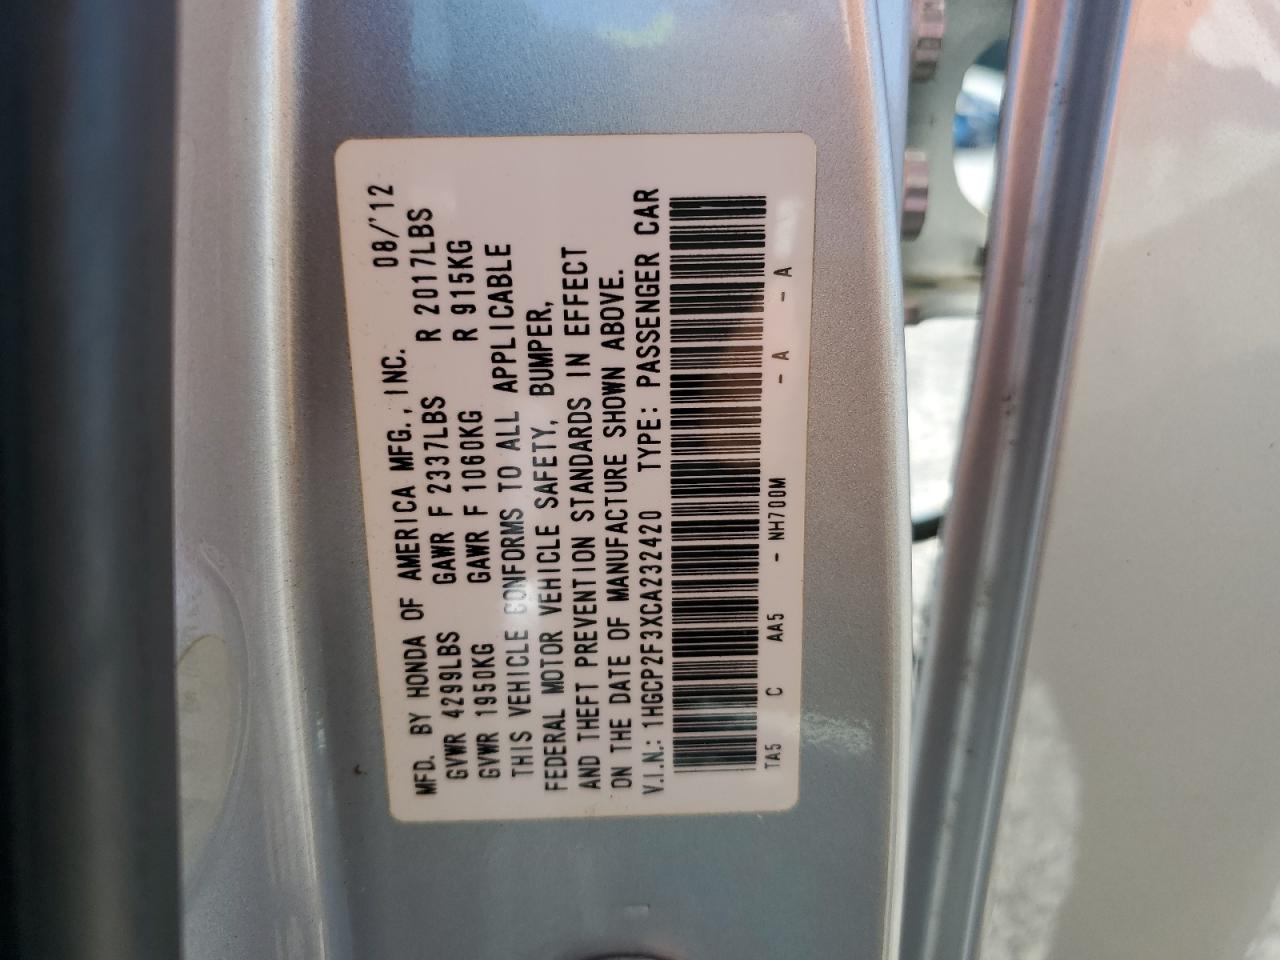 MFD. BY HONDA OF AMERICA MFG., INC. 08/'12
GVWR 4299LBS GAWR F 2337LBS R 2017LBS
GVWR 1950KG GAWR F 1060KG R 915KG
THIS VEHICLE CONFORMS TO ALL APPLICABLE
FEDERAL MOTOR VEHICLE SAFETY, BUMPER,
AND THEFT PREVENTION STANDARDS IN EFFECT
ON THE DATE OF MANUFACTURE SHOWN ABOVE.
V.I.N.: 1HGCP2F3XCA232420 TYPE: PASSENGER CAR
TA5 C AA5 - NH700M - A - A